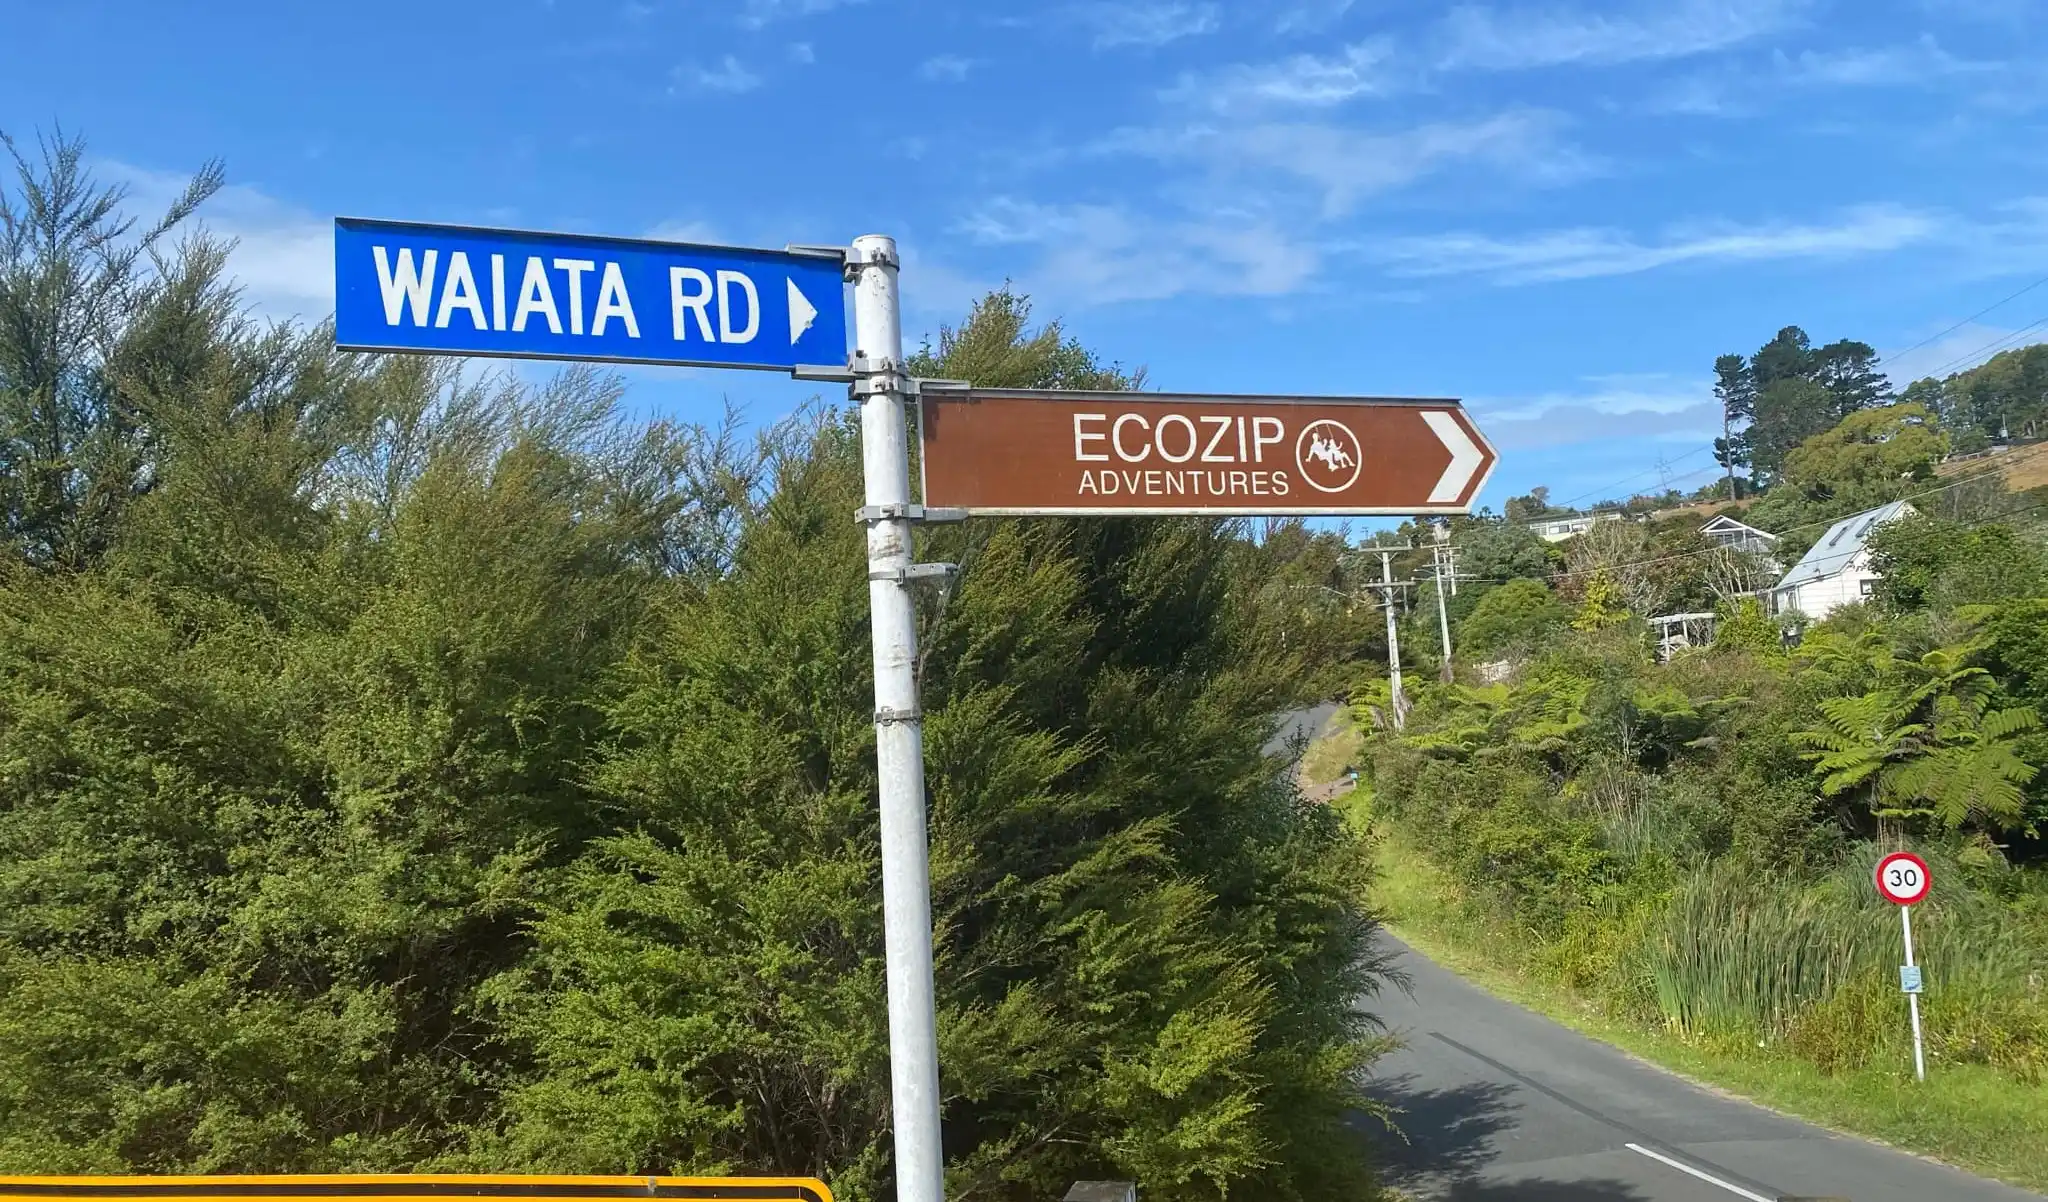 WAIATA RD
ECOZIP
ADVENTURES
30